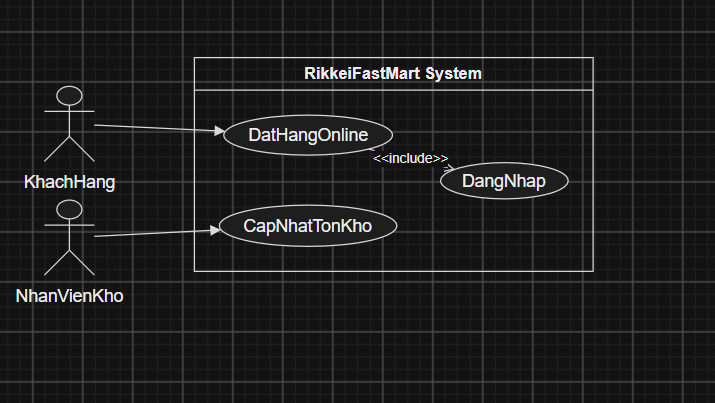 RikkeiFastMart System
DatHangOnline
<<include>>
KhachHang
DangNhap
CapNhatTonKho
NhanVienKho